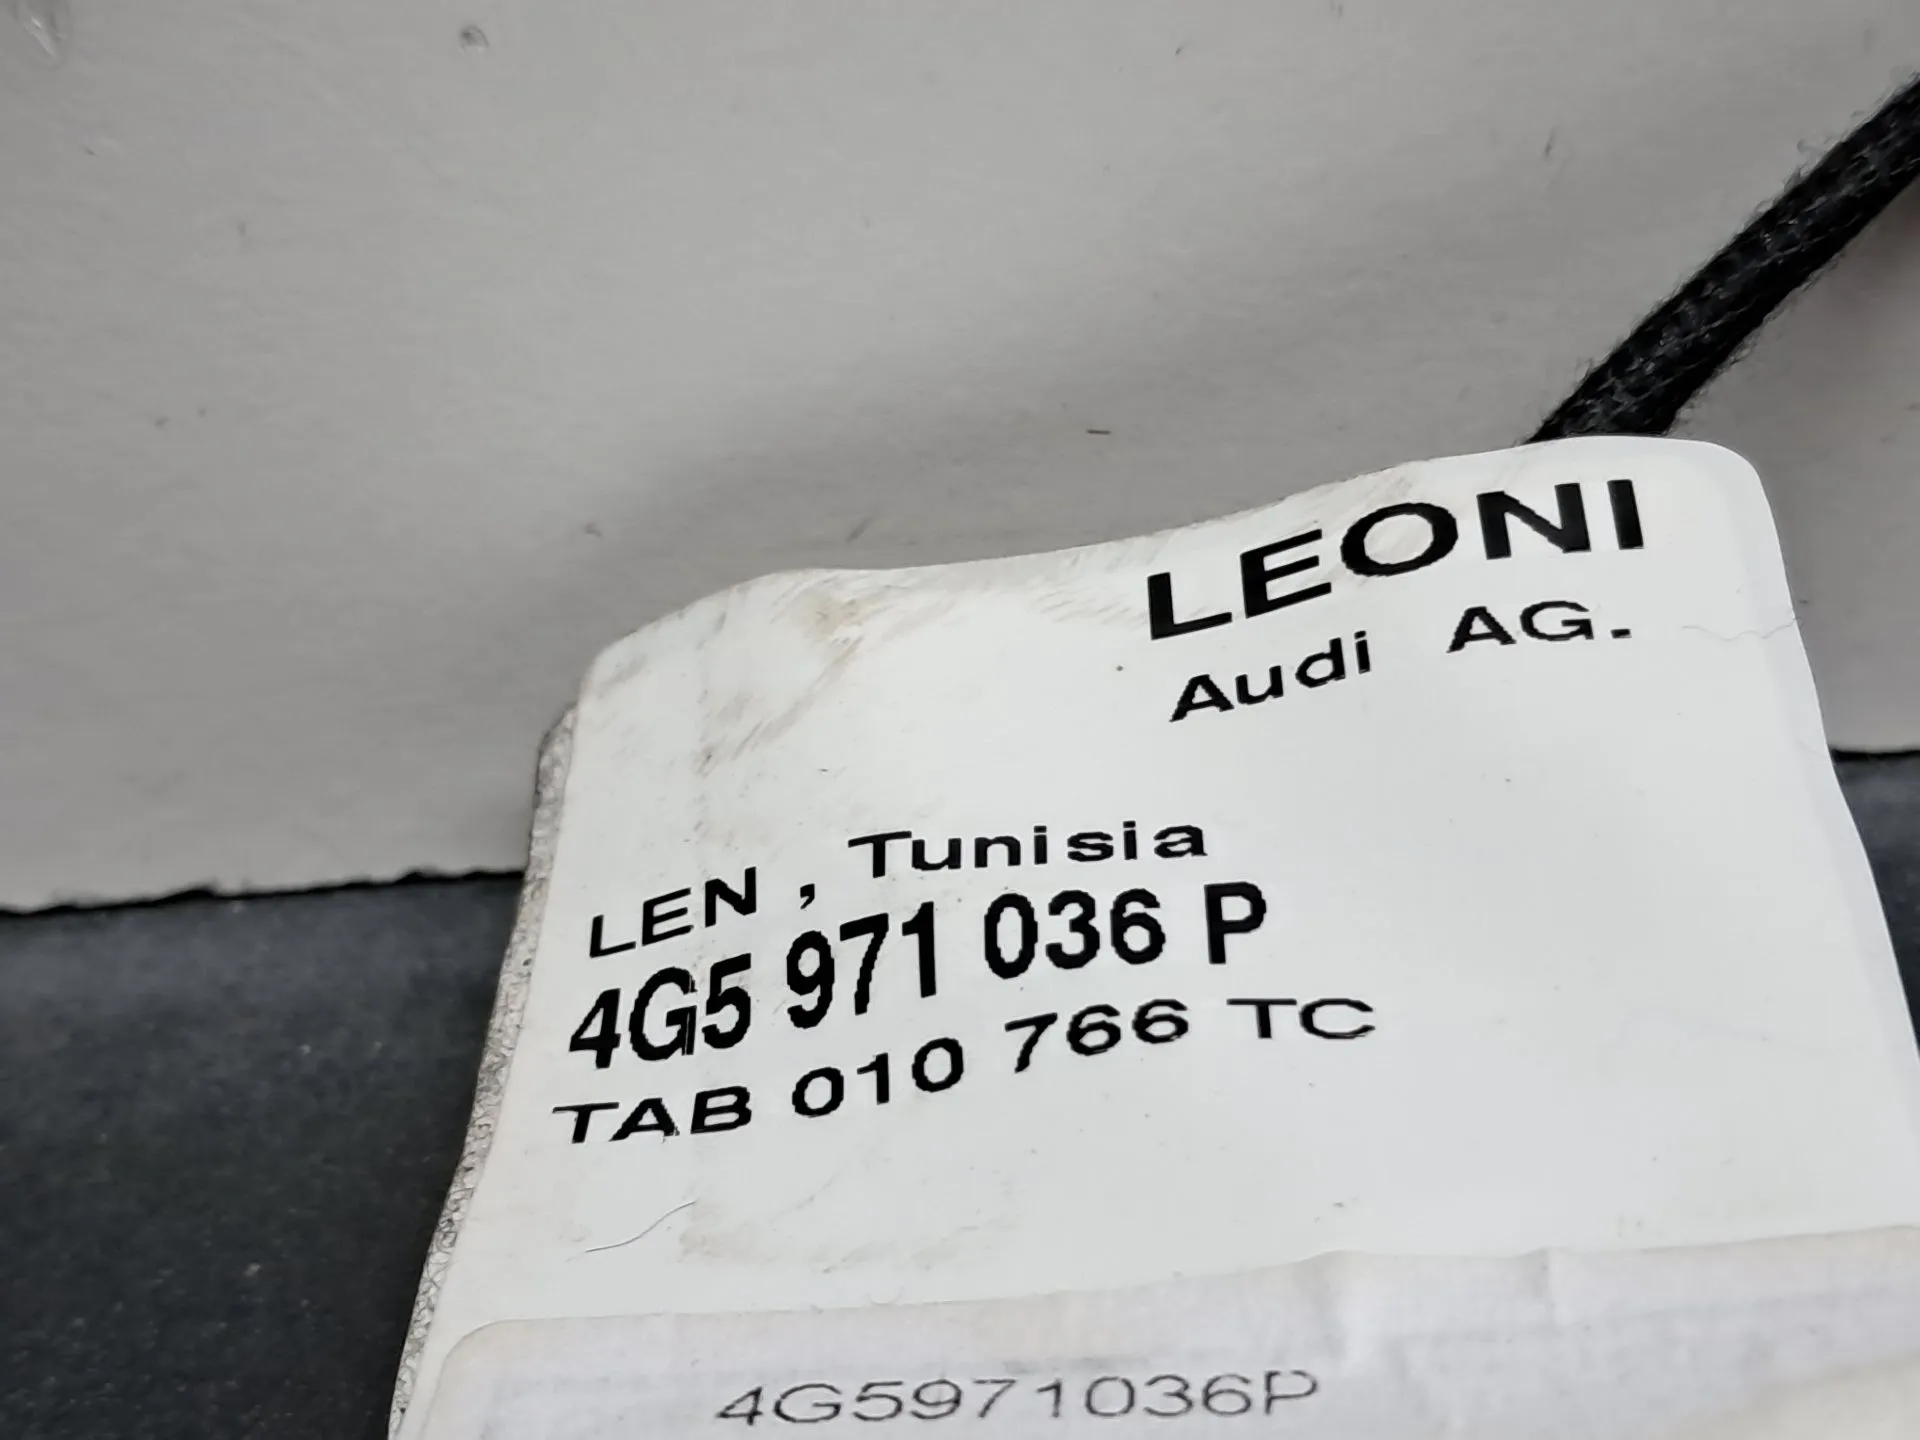 LEONI
Audi AG.
LEN , Tunisia
4G5 971 036 P
TAB 010 766 TC
4G5971036P